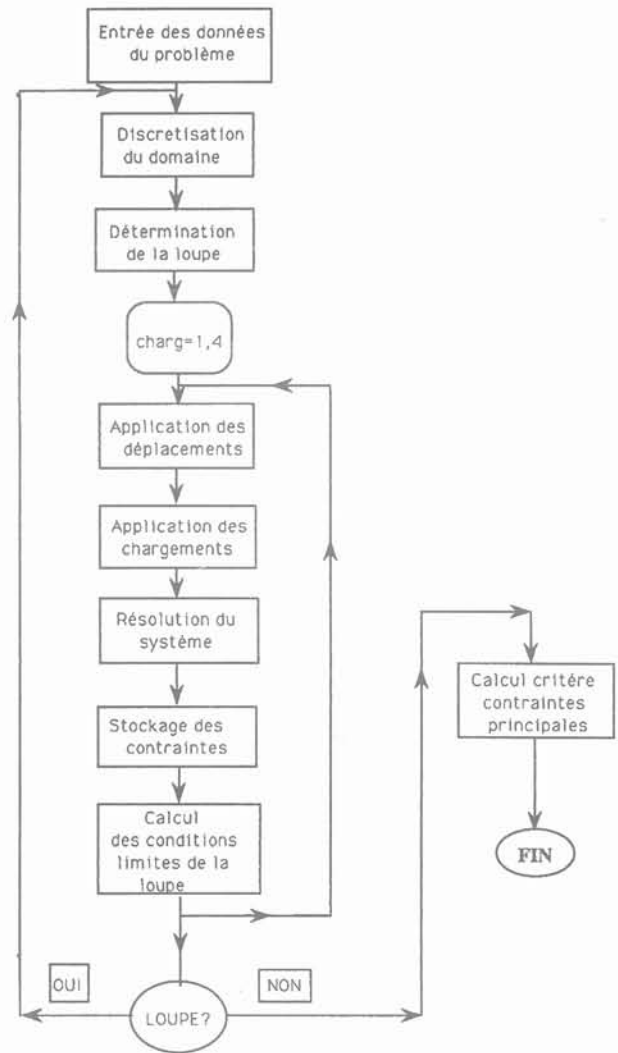 Entrée des données
du problème
Discretisation
du domaine
Détermination
de la loupe
charg=1,4
Application des
déplacements
Application des
chargements
Résolution du
système
Stockage des
contraintes
Calcul
des conditions
limites de la
loupe
OUI
LOUPE?
NON
Calcul critére
contraintes
principales
FIN